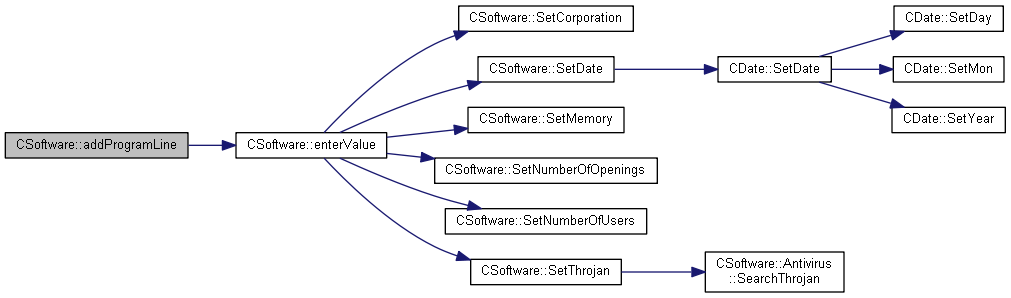 CSoftware::addProgramLine
CSoftware::enterValue
CSoftware::SetCorporation
CSoftware::SetDate
CDate::SetDate
CDate::SetDay
CDate::SetMon
CDate::SetYear
CSoftware::SetMemory
CSoftware::SetNumberOfOpenings
CSoftware::SetNumberOfUsers
CSoftware::SetThrojan
CSoftware::Antivirus
::SearchThrojan